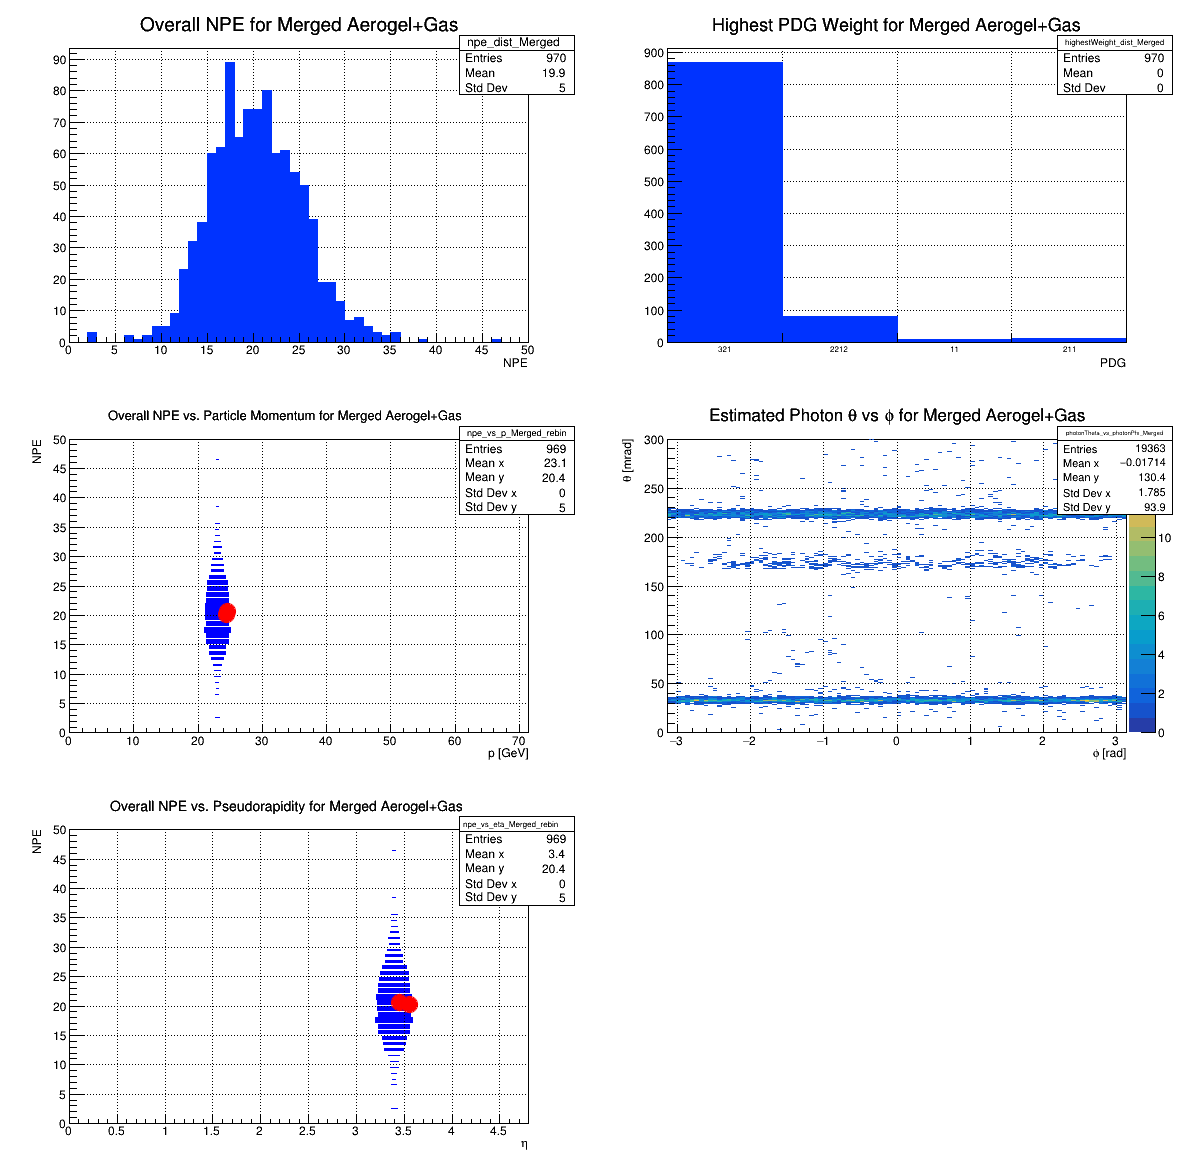 Overall NPE for Merged Aerogel+Gas
npe_dist_Merged
Entries 970
Mean 19.9
Std Dev 5
90
80
70
60
50
40
30
20
10
0
0 5 10 15 20 25 30 35 40 45 50
NPE
Highest PDG Weight for Merged Aerogel+Gas
highestWeight_dist_Merged
Entries 970
Mean 0
Std Dev 0
900
800
700
600
500
400
300
200
100
0
321 2212 11 211
PDG
Overall NPE vs. Particle Momentum for Merged Aerogel+Gas
npe_vs_p_Merged_rebin
Entries 969
Mean x 23.1
Mean y 20.4
Std Dev x 0
Std Dev y 5
NPE
50
45
40
35
30
25
20
15
10
5
0
0 10 20 30 40 50 60 70
p [GeV]
Estimated Photon θ vs ϕ for Merged Aerogel+Gas
photonTheta_vs_photonPhi_Merged
Entries 19363
Mean x −0.01714
Mean y 130.4
Std Dev x 1.785
Std Dev y 93.9
θ [mrad]
300
250
200
150
100
50
0
−3 −2 −1 0 1 2 3
ϕ [rad]
10
8
6
4
2
0
Overall NPE vs. Pseudorapidity for Merged Aerogel+Gas
npe_vs_eta_Merged_rebin
Entries 969
Mean x 3.4
Mean y 20.4
Std Dev x 0
Std Dev y 5
NPE
50
45
40
35
30
25
20
15
10
5
0
0 0.5 1 1.5 2 2.5 3 3.5 4 4.5
η